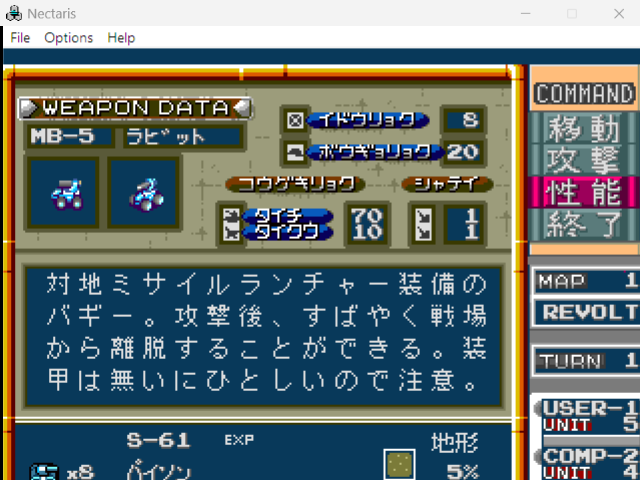 Nectaris
File Options Help
WEAPON DATA
MB-5 ラビット
イドウリョク 8
ボウギョリョク 20
コウゲキリョク シャテイ
タイチ 70 1
タイクウ 10 1
対地ミサイルランチャー装備の
バギー。攻撃後、すばやく戦場
から離脱することができる。装
甲は無いにひとしいので注意。
S-61 EXP 地形
x8 バイソン 5%
COMMAND
移動
攻撃
性能
終了
MAP 1
REVOLT
TURN 1
USER-1
UNIT 5
COMP-2
UNIT 4